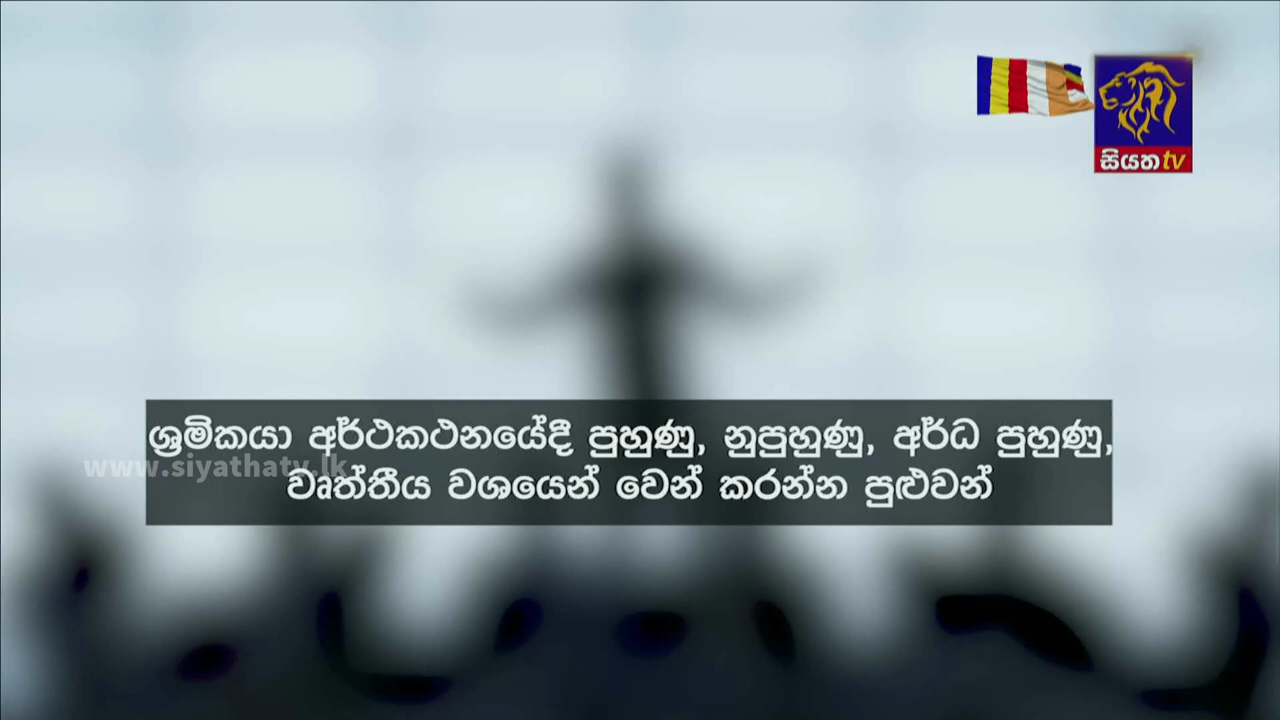 සියත tv
ශ්‍රමිකයා අර්ථකථනයේදී පුහුණු, නුපුහුණු, අර්ධ පුහුණු,
www.siyathatv.lk
වෘත්තීය වශයෙන් වෙන් කරන්න පුළුවන්